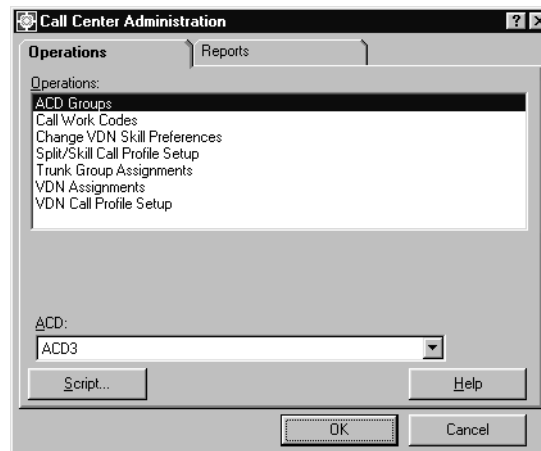 Call Center Administration
Operations
Reports
Operations:
ACD Groups
Call Work Codes
Change VDN Skill Preferences
Split/Skill Call Profile Setup
Trunk Group Assignments
VDN Assignments
VDN Call Profile Setup
ACD:
ACD3
Script...
Help
OK
Cancel